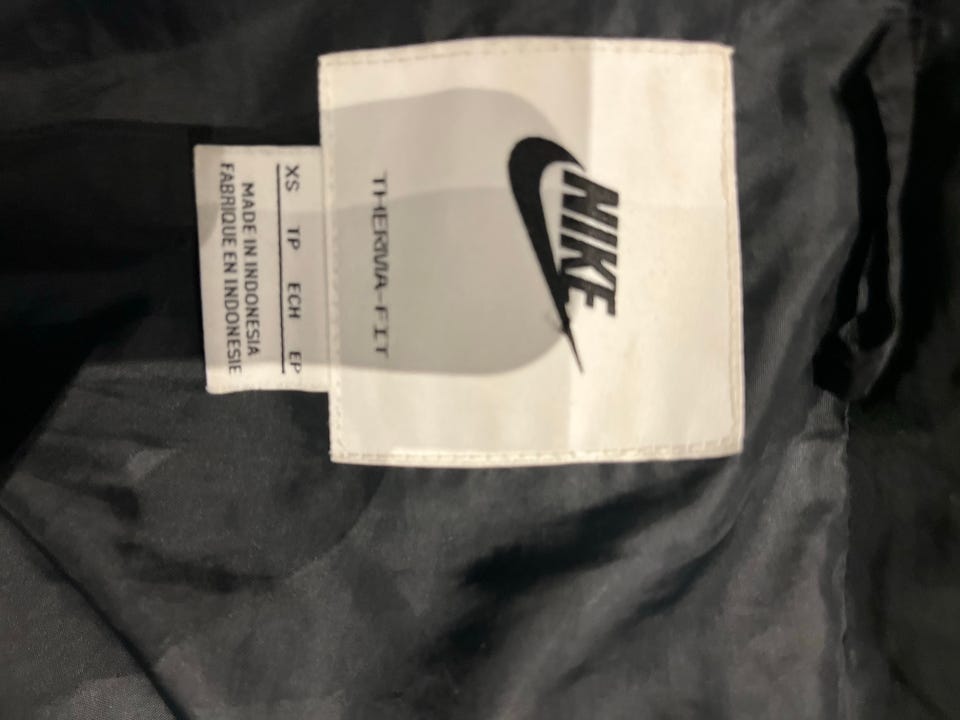 NIKE
THERMA-FIT
XS TP ECH EP
MADE IN INDONESIA
FABRIQUE EN INDONESIE